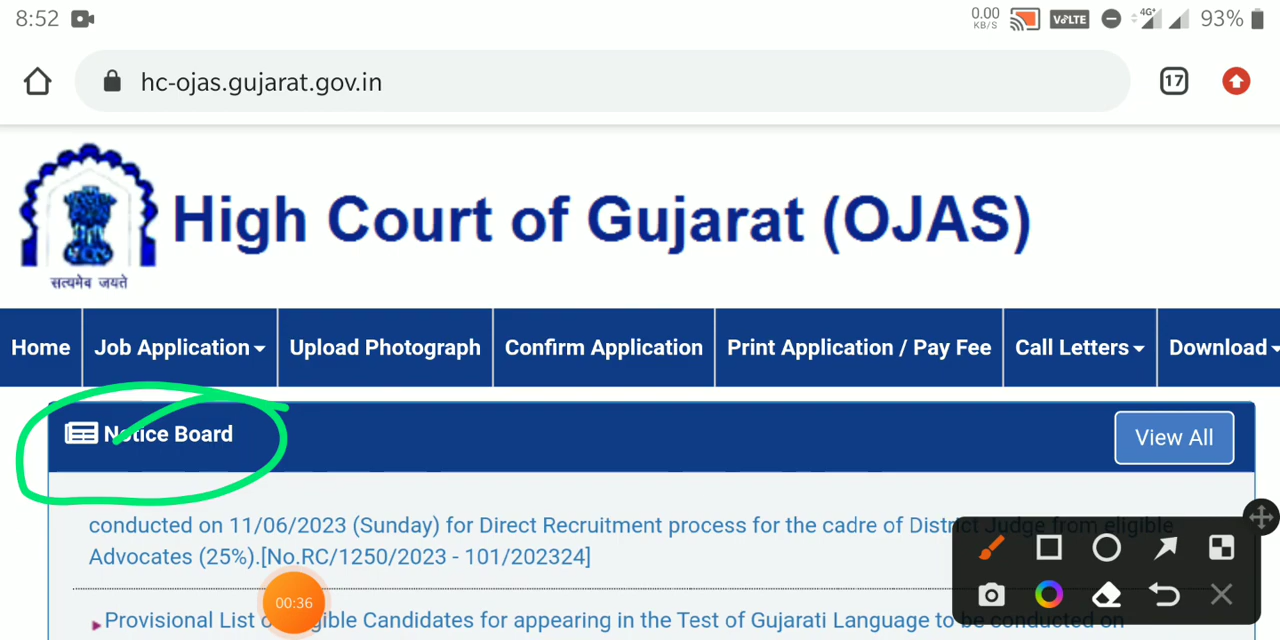 8:52
0.00 KB/S
VoLTE
4G+
93%
hc-ojas.gujarat.gov.in
17
सत्यमेव जयते
High Court of Gujarat (OJAS)
Home
Job Application
Upload Photograph
Confirm Application
Print Application / Pay Fee
Call Letters
Download
Notice Board
View All
conducted on 11/06/2023 (Sunday) for Direct Recruitment process for the cadre of District Judge from eligible
Advocates (25%).[No.RC/1250/2023 - 101/202324]
00:36
Provisional List of Eligible Candidates for appearing in the Test of Gujarati Language to be conducted on